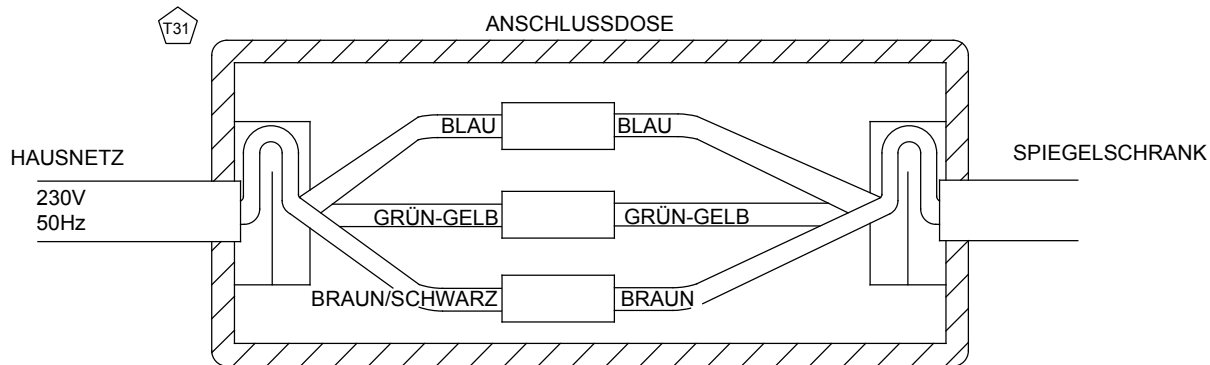 T31
ANSCHLUSSDOSE
HAUSNETZ
230V
50Hz
BLAU
BLAU
GRÜN-GELB
GRÜN-GELB
BRAUN/SCHWARZ
BRAUN
SPIEGELSCHRANK